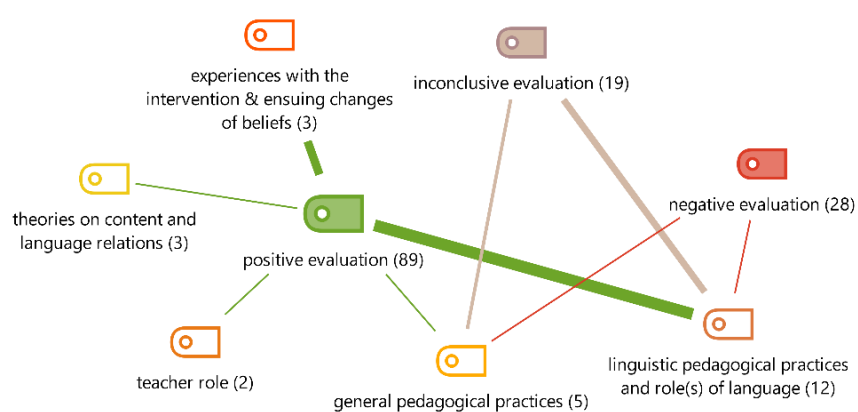 experiences with the
intervention & ensuing changes
of beliefs (3)
inconclusive evaluation (19)
negative evaluation (28)
theories on content and
language relations (3)
positive evaluation (89)
teacher role (2)
general pedagogical practices (5)
linguistic pedagogical practices
and role(s) of language (12)